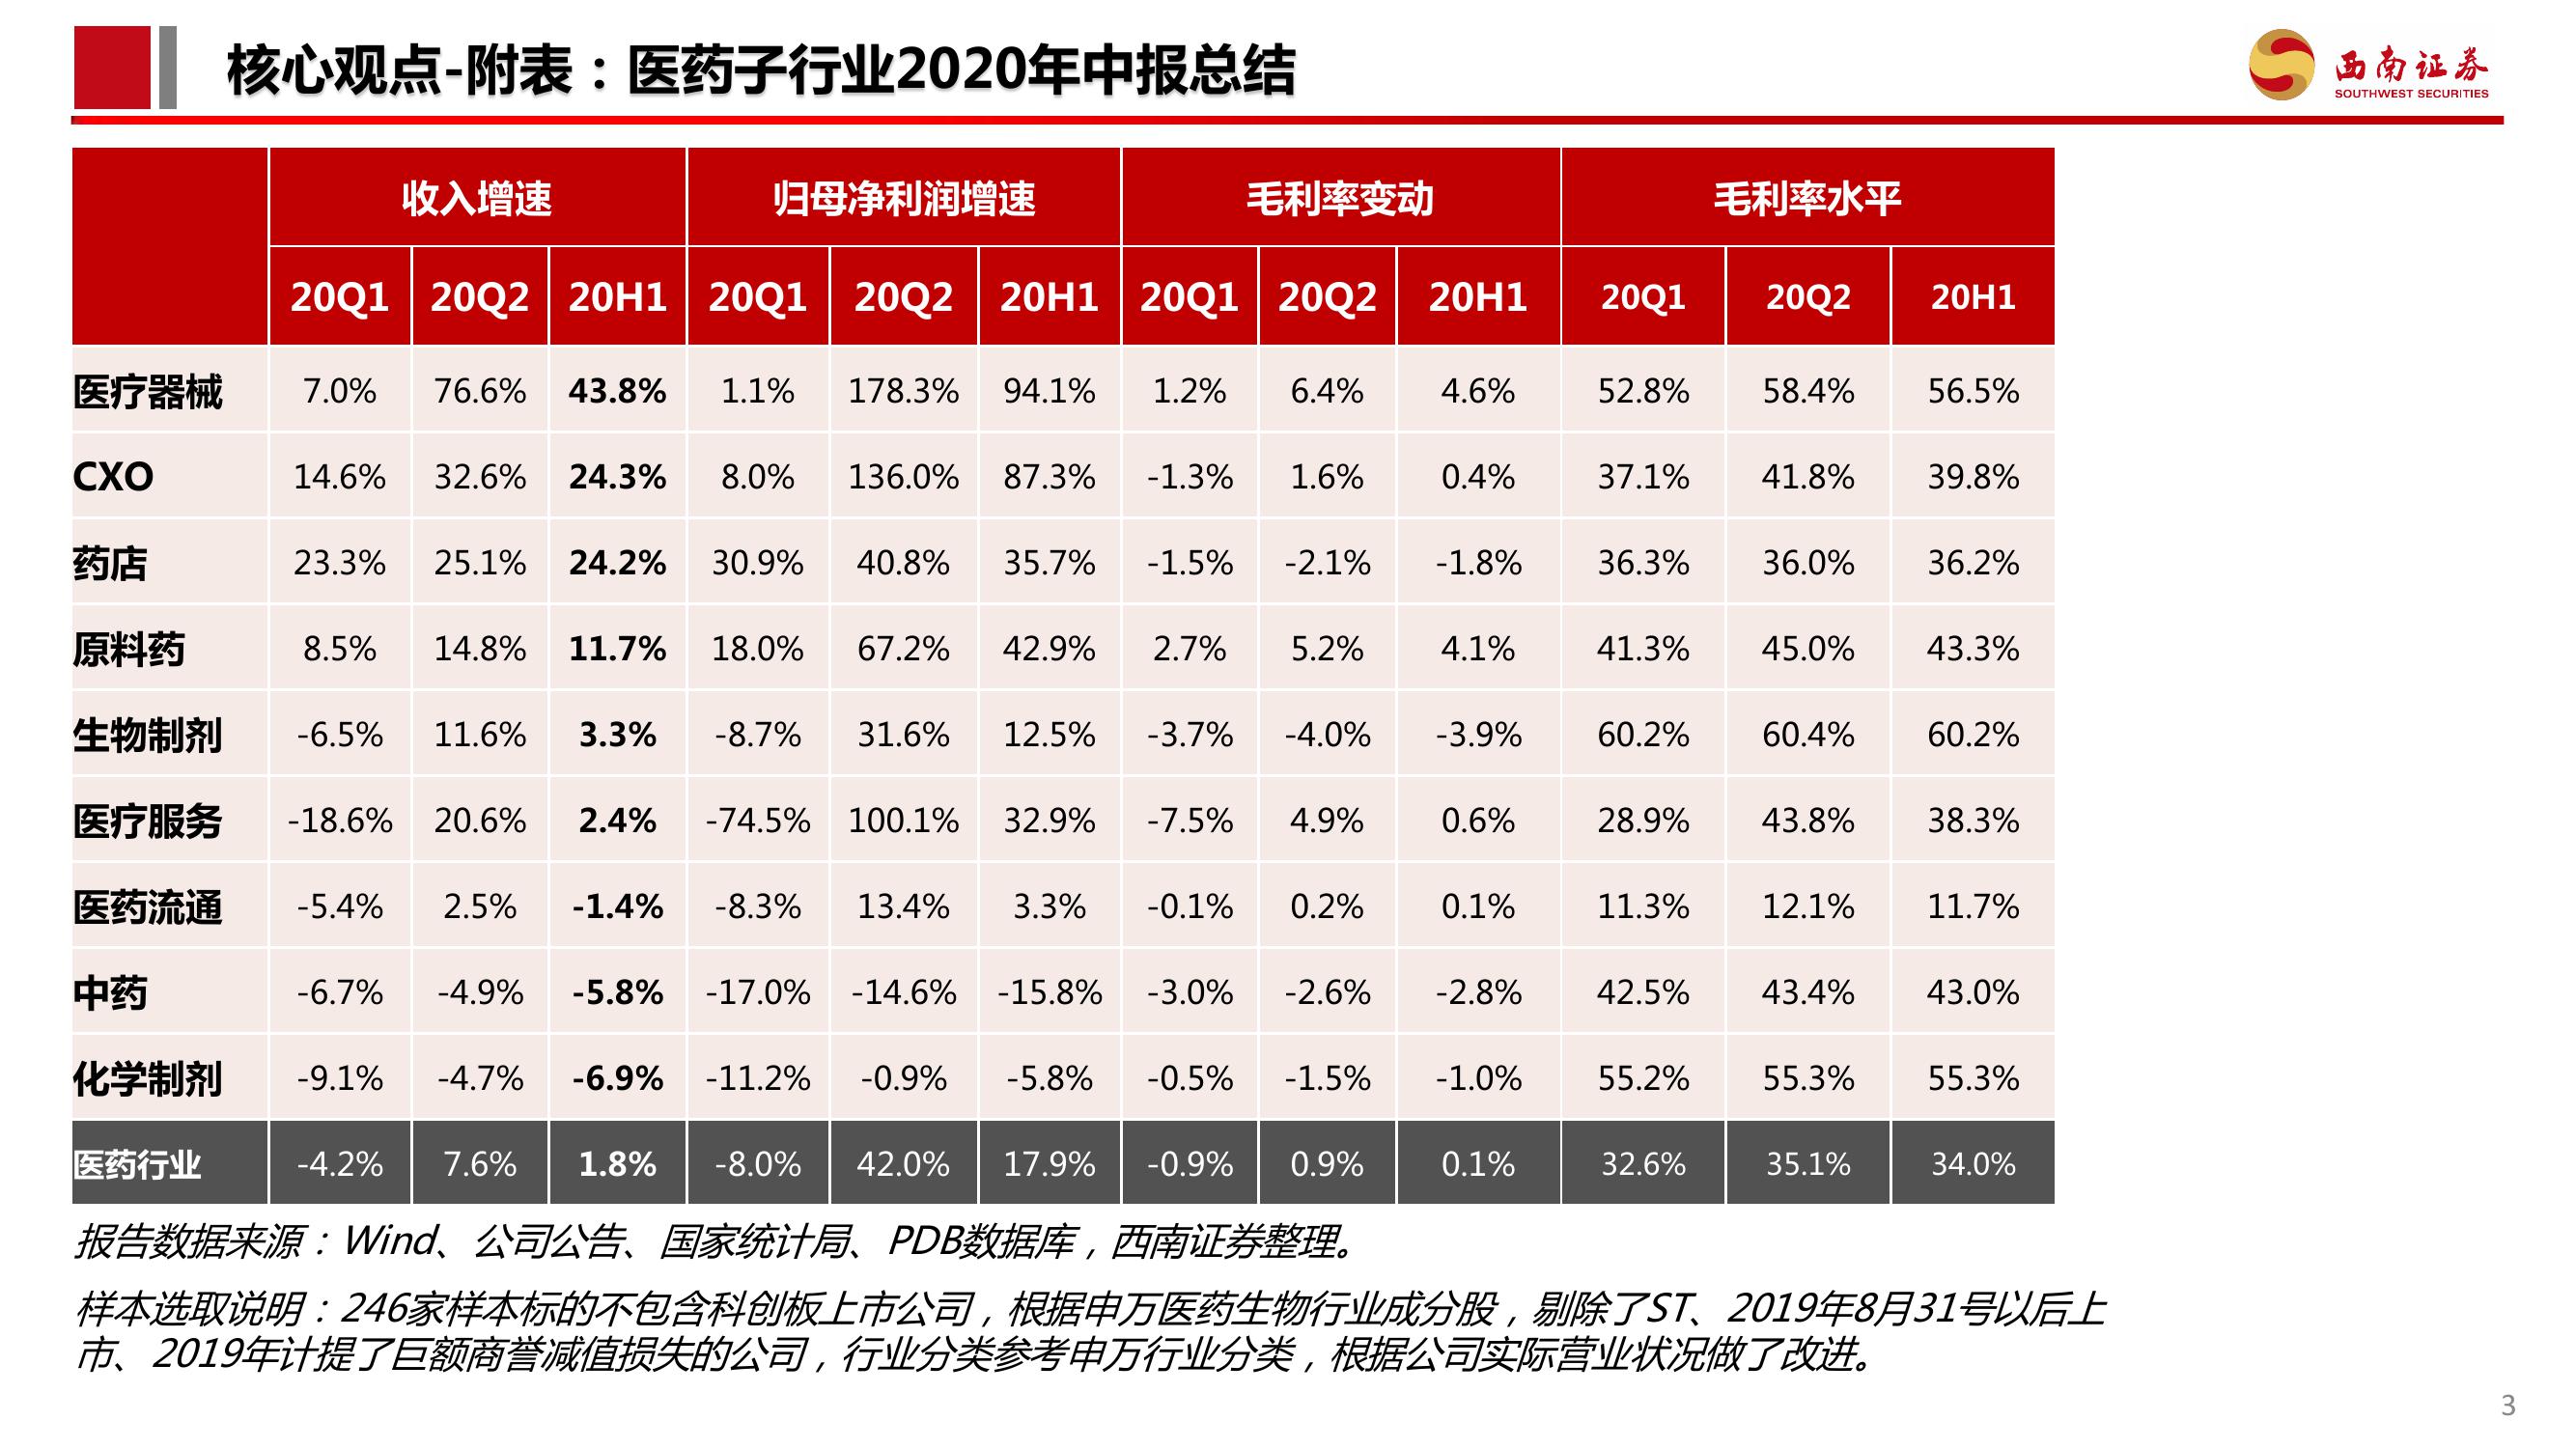 核心观点-附表：医药子行业2020年中报总结
西南证券
SOUTHWEST SECURITIES
收入增速 归母净利润增速 毛利率变动 毛利率水平
20Q1 20Q2 20H1 20Q1 20Q2 20H1 20Q1 20Q2 20H1 20Q1 20Q2 20H1
医疗器械 7.0% 76.6% 43.8% 1.1% 178.3% 94.1% 1.2% 6.4% 4.6% 52.8% 58.4% 56.5%
CXO 14.6% 32.6% 24.3% 8.0% 136.0% 87.3% -1.3% 1.6% 0.4% 37.1% 41.8% 39.8%
药店 23.3% 25.1% 24.2% 30.9% 40.8% 35.7% -1.5% -2.1% -1.8% 36.3% 36.0% 36.2%
原料药 8.5% 14.8% 11.7% 18.0% 67.2% 42.9% 2.7% 5.2% 4.1% 41.3% 45.0% 43.3%
生物制剂 -6.5% 11.6% 3.3% -8.7% 31.6% 12.5% -3.7% -4.0% -3.9% 60.2% 60.4% 60.2%
医疗服务 -18.6% 20.6% 2.4% -74.5% 100.1% 32.9% -7.5% 4.9% 0.6% 28.9% 43.8% 38.3%
医药流通 -5.4% 2.5% -1.4% -8.3% 13.4% 3.3% -0.1% 0.2% 0.1% 11.3% 12.1% 11.7%
中药 -6.7% -4.9% -5.8% -17.0% -14.6% -15.8% -3.0% -2.6% -2.8% 42.5% 43.4% 43.0%
化学制剂 -9.1% -4.7% -6.9% -11.2% -0.9% -5.8% -0.5% -1.5% -1.0% 55.2% 55.3% 55.3%
医药行业 -4.2% 7.6% 1.8% -8.0% 42.0% 17.9% -0.9% 0.9% 0.1% 32.6% 35.1% 34.0%
报告数据来源：Wind、公司公告、国家统计局、PDB数据库，西南证券整理。
样本选取说明：246家样本标的不包含科创板上市公司，根据申万医药生物行业成分股，剔除了ST、2019年8月31号以后上
市、2019年计提了巨额商誉减值损失的公司，行业分类参考申万行业分类，根据公司实际营业状况做了改进。
3